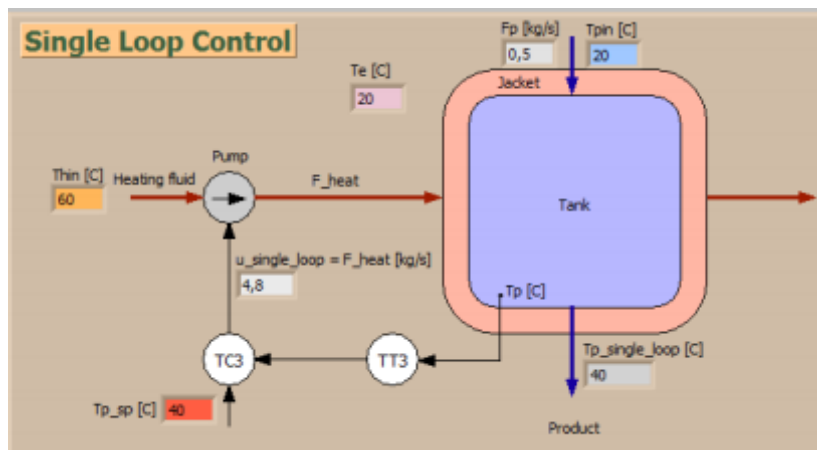 Single Loop Control
Fp [kg/s]
0,5
Tpin [C]
20
Te [C]
20
Jacket
Pump
Thin [C]
60
Heating fluid
F_heat
Tank
u_single_loop = F_heat [kg/s]
4,8
Tp [C]
TC3
TT3
Tp_single_loop [C]
40
Tp_sp [C]
40
Product